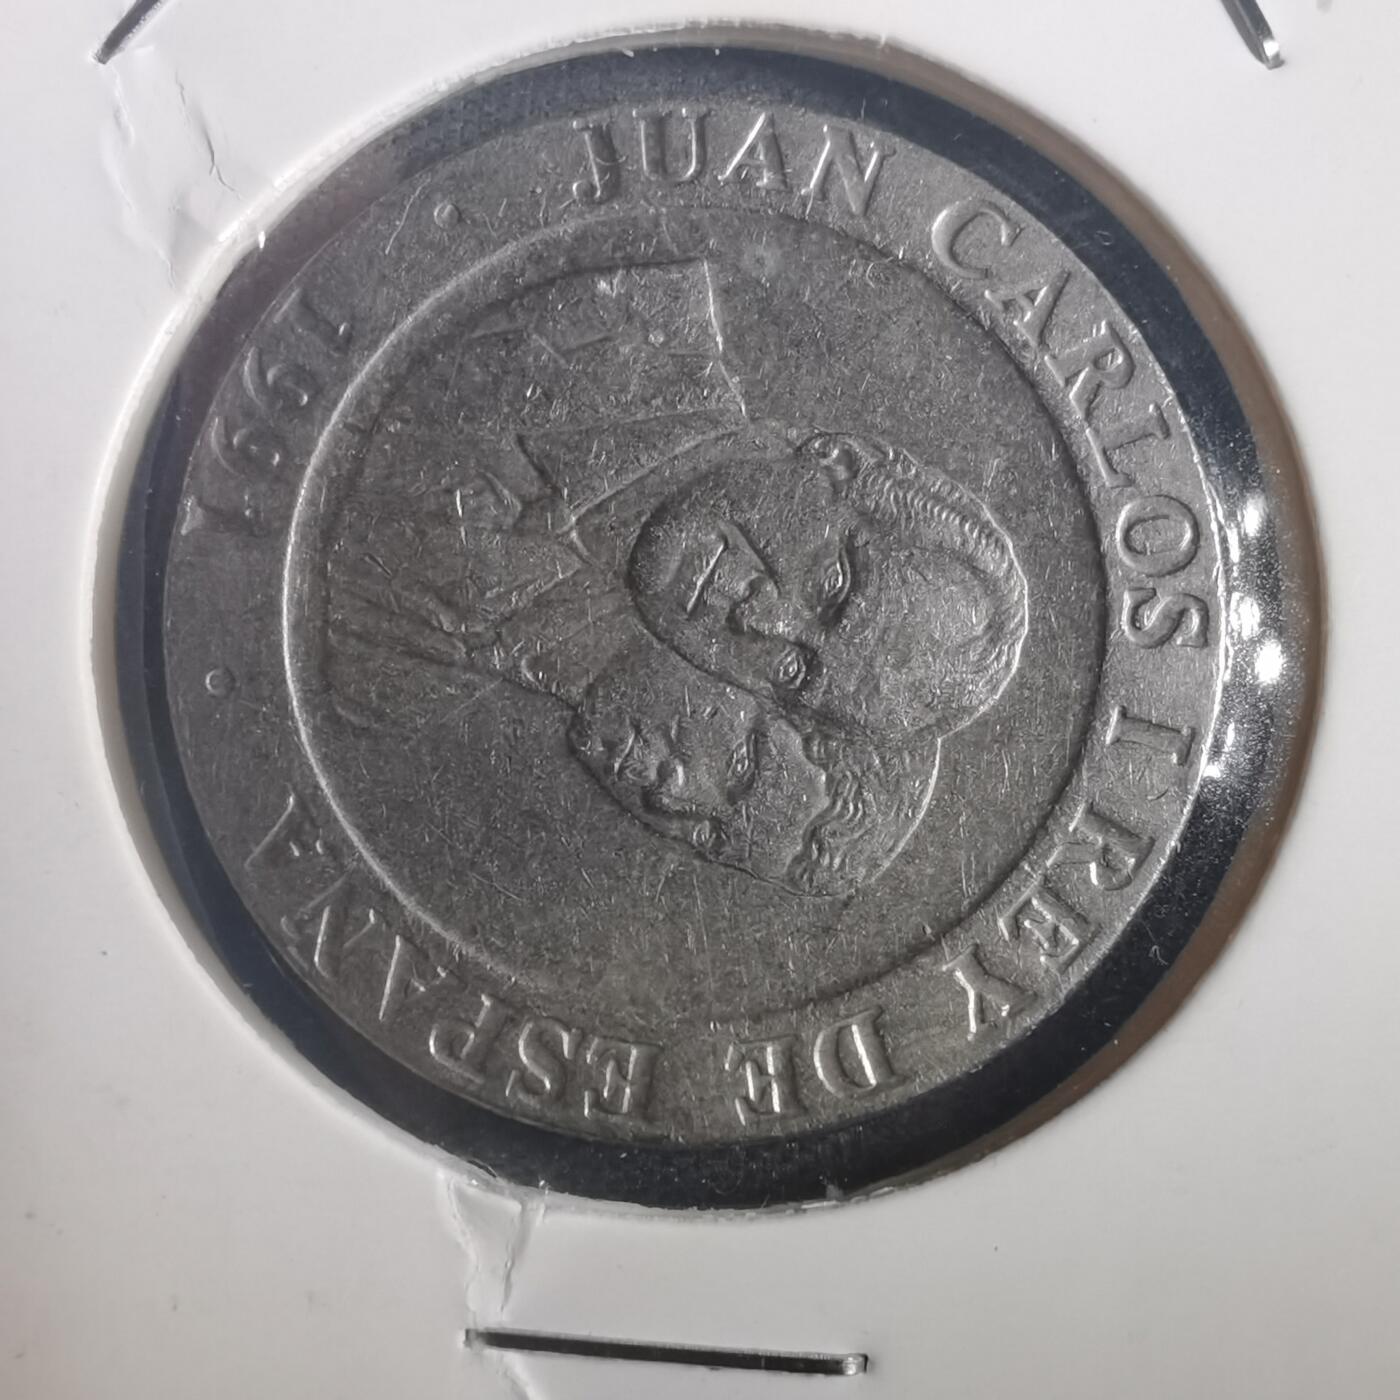 JUAN CARLOS I REY DE ESPAÑA · 1991 ·